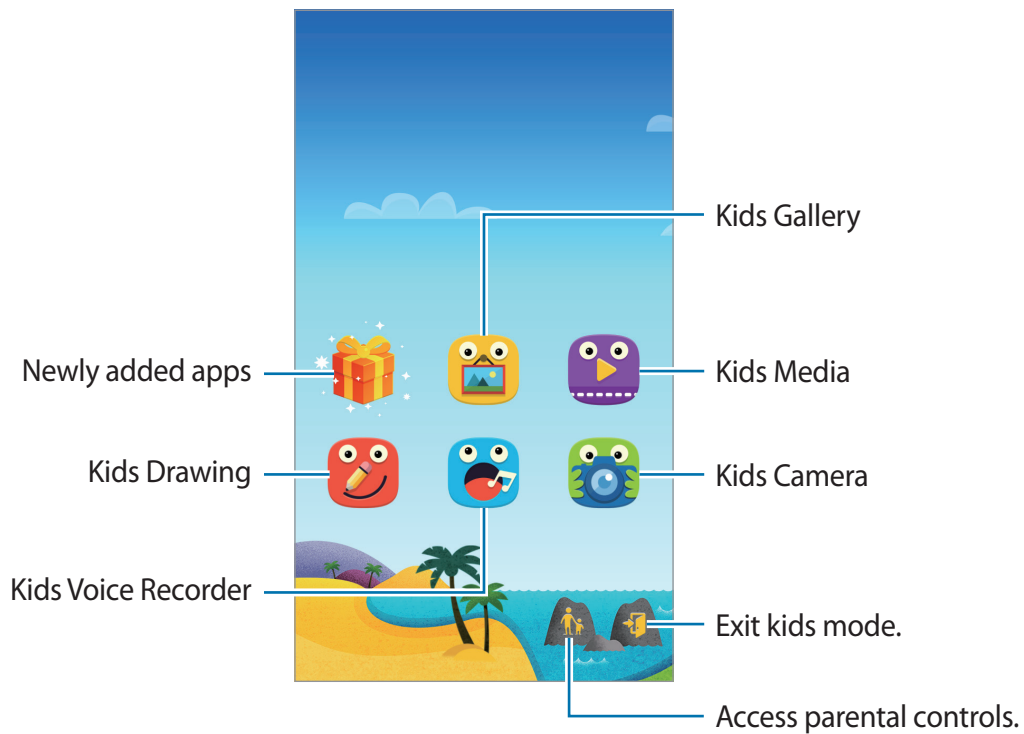 Kids Gallery
Newly added apps
Kids Media
Kids Drawing
Kids Camera
Kids Voice Recorder
Exit kids mode.
Access parental controls.